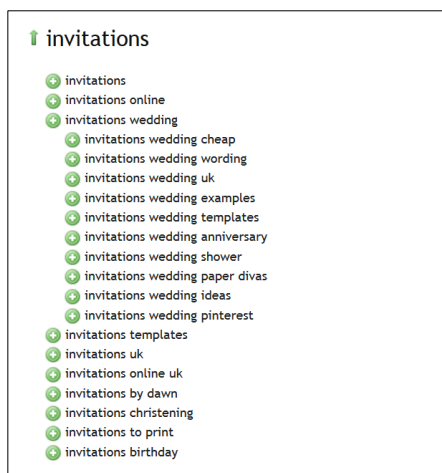 invitations
invitations
invitations online
invitations wedding
invitations wedding cheap
invitations wedding wording
invitations wedding uk
invitations wedding examples
invitations wedding templates
invitations wedding anniversary
invitations wedding shower
invitations wedding paper divas
invitations wedding ideas
invitations wedding pinterest
invitations templates
invitations uk
invitations online uk
invitations by dawn
invitations christening
invitations to print
invitations birthday